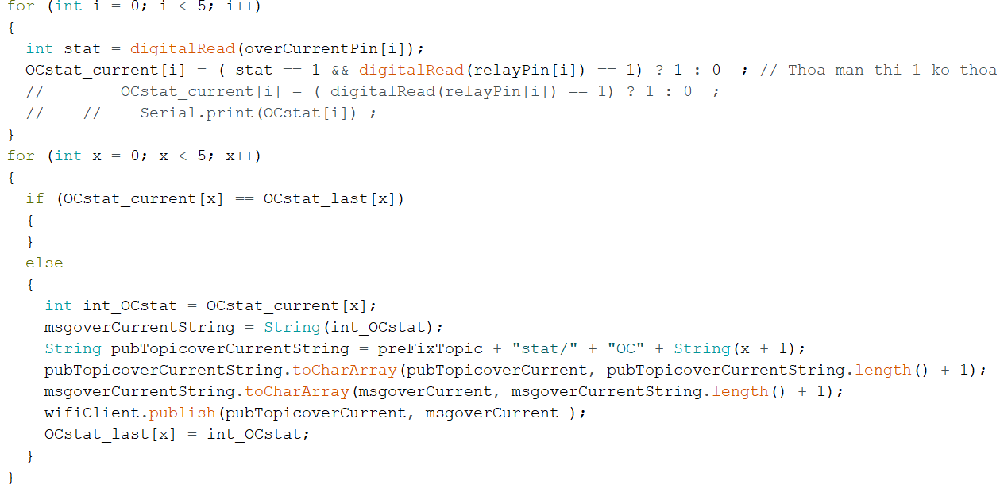 for (int i = 0; i < 5; i++)
{
int stat = digitalRead(overCurrentPin[i]);
OCstat_current[i] = ( stat == 1 && digitalRead(relayPin[i]) == 1) ? 1 : 0  ; // Thoa man thi 1 ko thoa
//        OCstat_current[i] = ( digitalRead(relayPin[i]) == 1) ? 1 : 0  ;
//    //    Serial.print(OCstat[i]) ;
}
for (int x = 0; x < 5; x++)
{
if (OCstat_current[x] == OCstat_last[x])
{
}
else
{
int int_OCstat = OCstat_current[x];
msgoverCurrentString = String(int_OCstat);
String pubTopicoverCurrentString = preFixTopic + "stat/" + "OC" + String(x + 1);
pubTopicoverCurrentString.toCharArray(pubTopicoverCurrent, pubTopicoverCurrentString.length() + 1);
msgoverCurrentString.toCharArray(msgoverCurrent, msgoverCurrentString.length() + 1);
wifiClient.publish(pubTopicoverCurrent, msgoverCurrent );
OCstat_last[x] = int_OCstat;
}
}